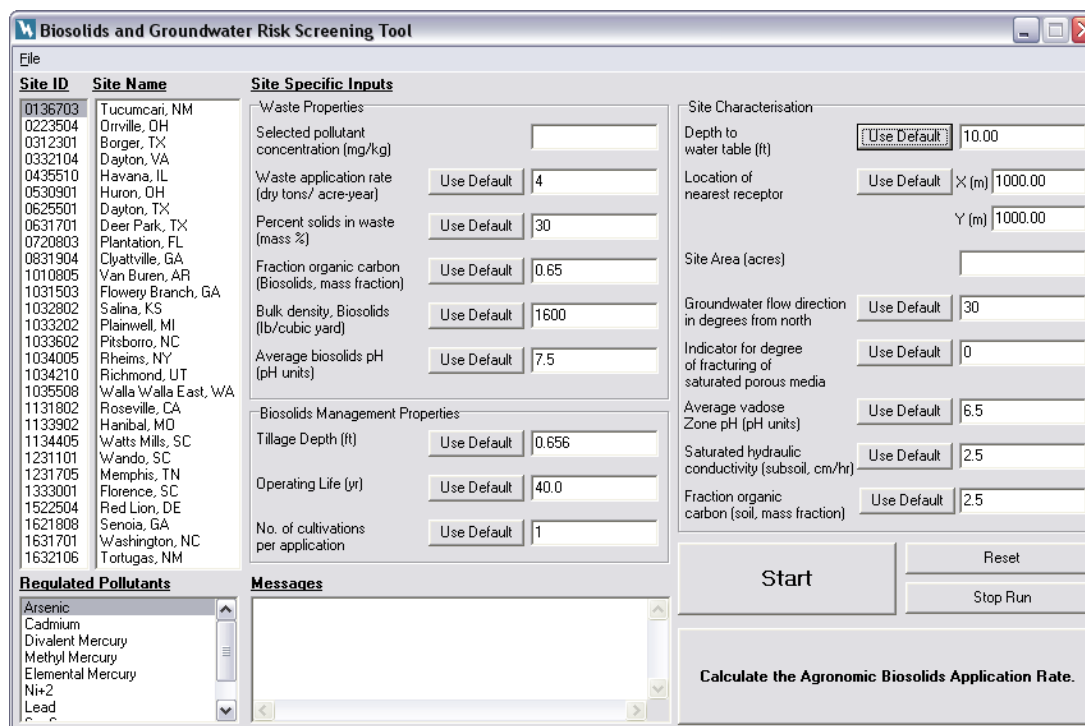 Biosolids and Groundwater Risk Screening Tool
File
Site ID Site Name Site Specific Inputs
0136703 Tucumcari, NM
0223504 Orrville, OH
0312301 Borger, TX
0332104 Dayton, VA
0435510 Havana, IL
0530901 Huron, OH
0625501 Dayton, TX
0631701 Deer Park, TX
0720803 Plantation, FL
0831904 Clyattville, GA
1010805 Van Buren, AR
1031503 Flowery Branch, GA
1032802 Salina, KS
1033202 Plainwell, MI
1033602 Pitsborro, NC
1034005 Rheims, NY
1034210 Richmond, UT
1035508 Walla Walla East, WA
1131802 Roseville, CA
1133902 Hanibal, MO
1134405 Watts Mills, SC
1231101 Wando, SC
1231705 Memphis, TN
1333001 Florence, SC
1522504 Red Lion, DE
1621808 Senoia, GA
1631701 Washington, NC
1632106 Tortugas, NM
Waste Properties
Selected pollutant
concentration (mg/kg)
Waste application rate
(dry tons/ acre-year) Use Default 4
Percent solids in waste
(mass %) Use Default 30
Fraction organic carbon
(Biosolids, mass fraction) Use Default 0.65
Bulk density, Biosolids
(lb/cubic yard) Use Default 1600
Average biosolids pH
(pH units) Use Default 7.5
Biosolids Management Properties
Tillage Depth (ft) Use Default 0.656
Operating Life (yr) Use Default 40.0
No. of cultivations
per application Use Default 1
Site Characterisation
Depth to
water table (ft) Use Default 10.00
Location of
nearest receptor Use Default X (m) 1000.00
Y (m) 1000.00
Site Area (acres)
Groundwater flow direction
in degrees from north Use Default 30
Indicator for degree
of fracturing of
saturated porous media Use Default 0
Average vadose
Zone pH (pH units) Use Default 6.5
Saturated hydraulic
conductivity (subsoil, cm/hr) Use Default 2.5
Fraction organic
carbon (soil, mass fraction) Use Default 2.5
Regulated Pollutants
Arsenic
Cadmium
Divalent Mercury
Methyl Mercury
Elemental Mercury
Ni+2
Lead
Messages
Start
Reset
Stop Run
Calculate the Agronomic Biosolids Application Rate.